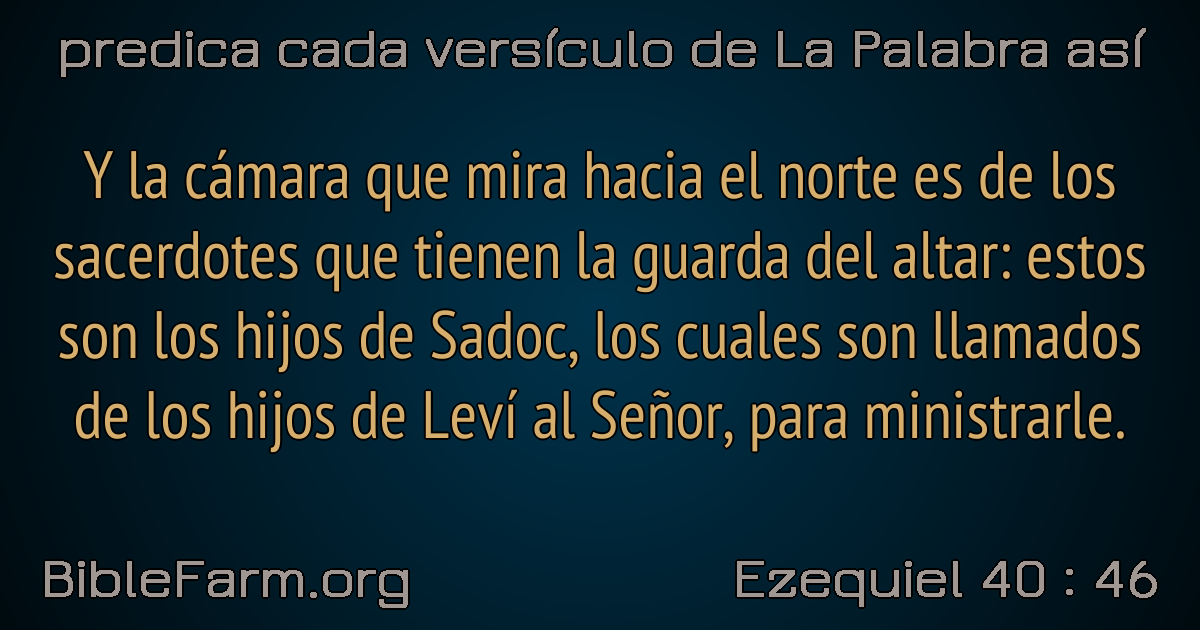 predica cada versículo de La Palabra así
Y la cámara que mira hacia el norte es de los
sacerdotes que tienen la guarda del altar: estos
son los hijos de Sadoc, los cuales son llamados
de los hijos de Leví al Señor, para ministrarle.
BibleFarm.org
Ezequiel 40 : 46